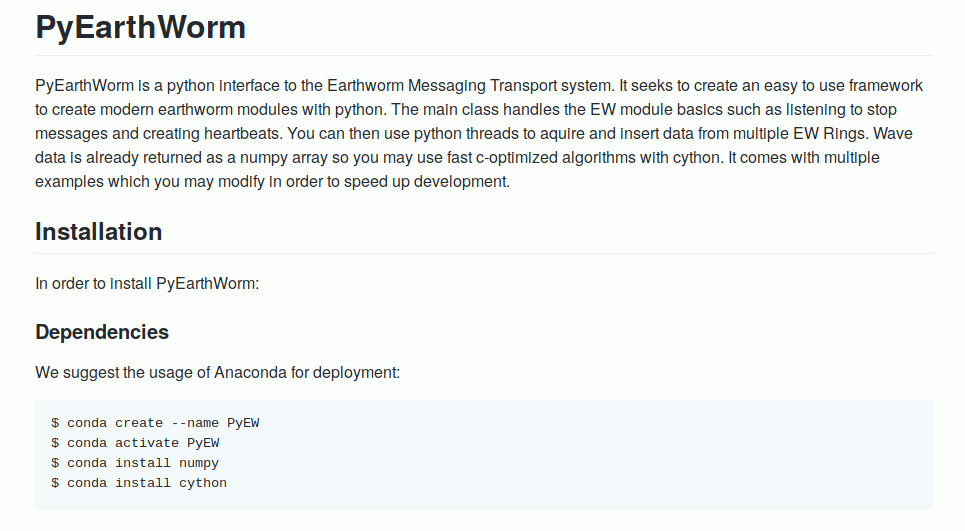 PyEarthWorm
PyEarthWorm is a python interface to the Earthworm Messaging Transport system. It seeks to create an easy to use framework
to create modern earthworm modules with python. The main class handles the EW module basics such as listening to stop
messages and creating heartbeats. You can then use python threads to aquire and insert data from multiple EW Rings. Wave
data is already returned as a numpy array so you may use fast c-optimized algorithms with cython. It comes with multiple
examples which you may modify in order to speed up development.
Installation
In order to install PyEarthWorm:
Dependencies
We suggest the usage of Anaconda for deployment:
$ conda create --name PyEW
$ conda activate PyEW
$ conda install numpy
$ conda install cython